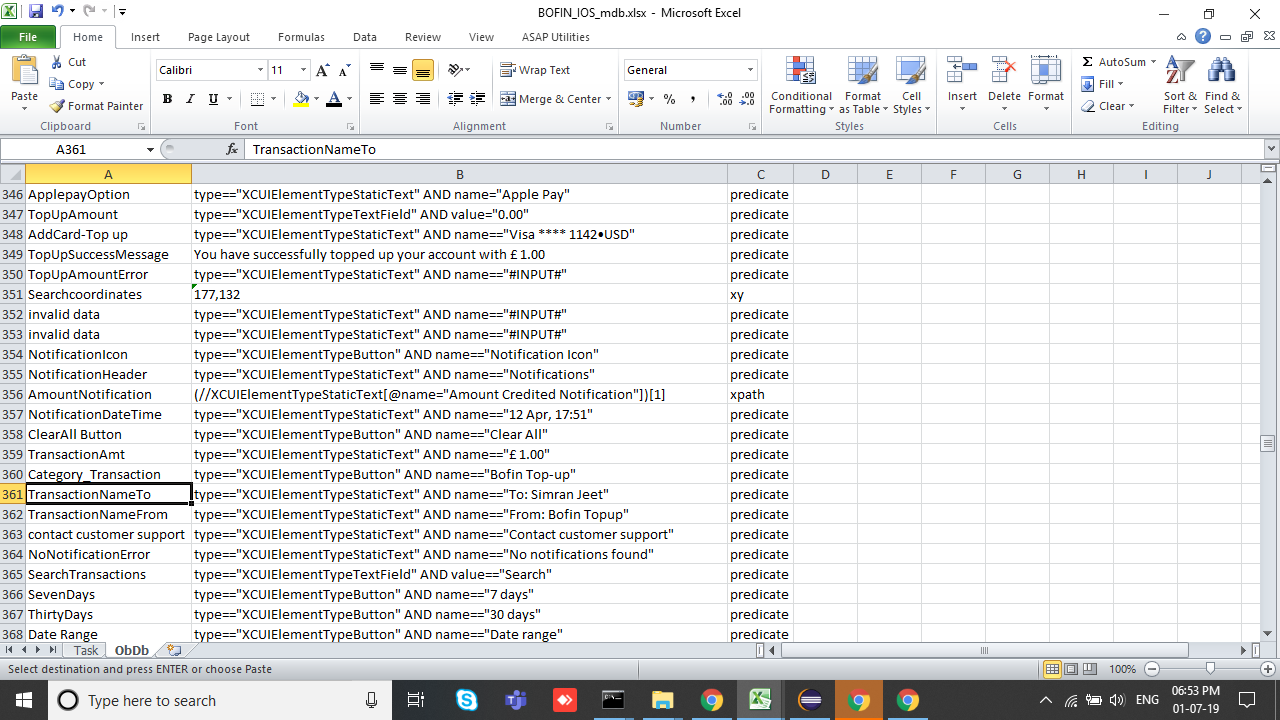 BOFIN_IOS_mdb.xlsx - Microsoft Excel
File Home Insert Page Layout Formulas Data Review View ASAP Utilities
Paste Cut Copy Format Painter Clipboard
Calibri 11 B I U Font
Wrap Text Merge & Center Alignment
General % , Number
Conditional Formatting Format as Table Cell Styles Styles
Insert Delete Format Cells
Σ AutoSum Fill Clear Sort & Filter Find & Select Editing
A361 fx TransactionNameTo
A B C D E F G H I J
346 ApplepayOption type=="XCUIElementTypeStaticText" AND name="Apple Pay" predicate
347 TopUpAmount type=="XCUIElementTypeTextField" AND value="0.00" predicate
348 AddCard-Top up type=="XCUIElementTypeStaticText" AND name=="Visa **** 1142•USD" predicate
349 TopUpSuccessMessage You have successfully topped up your account with £ 1.00 predicate
350 TopUpAmountError type=="XCUIElementTypeStaticText" AND name=="#INPUT#" predicate
351 Searchcoordinates 177,132 xy
352 invalid data type=="XCUIElementTypeStaticText" AND name=="#INPUT#" predicate
353 invalid data type=="XCUIElementTypeStaticText" AND name=="#INPUT#" predicate
354 NotificationIcon type=="XCUIElementTypeButton" AND name=="Notification Icon" predicate
355 NotificationHeader type=="XCUIElementTypeStaticText" AND name=="Notifications" predicate
356 AmountNotification (//XCUIElementTypeStaticText[@name="Amount Credited Notification"])[1] xpath
357 NotificationDateTime type=="XCUIElementTypeStaticText" AND name=="12 Apr, 17:51" predicate
358 ClearAll Button type=="XCUIElementTypeButton" AND name=="Clear All" predicate
359 TransactionAmt type=="XCUIElementTypeStaticText" AND name=="£ 1.00" predicate
360 Category_Transaction type=="XCUIElementTypeButton" AND name=="Bofin Top-up" predicate
361 TransactionNameTo type=="XCUIElementTypeStaticText" AND name=="To: Simran Jeet" predicate
362 TransactionNameFrom type=="XCUIElementTypeStaticText" AND name=="From: Bofin Topup" predicate
363 contact customer support type=="XCUIElementTypeStaticText" AND name=="Contact customer support" predicate
364 NoNotificationError type=="XCUIElementTypeStaticText" AND name=="No notifications found" predicate
365 SearchTransactions type=="XCUIElementTypeTextField" AND value=="Search" predicate
366 SevenDays type=="XCUIElementTypeButton" AND name=="7 days" predicate
367 ThirtyDays type=="XCUIElementTypeButton" AND name=="30 days" predicate
368 Date Range type=="XCUIElementTypeButton" AND name=="Date range" predicate
Task ObDb
Select destination and press ENTER or choose Paste 100%
Type here to search ENG 06:53 PM
01-07-19